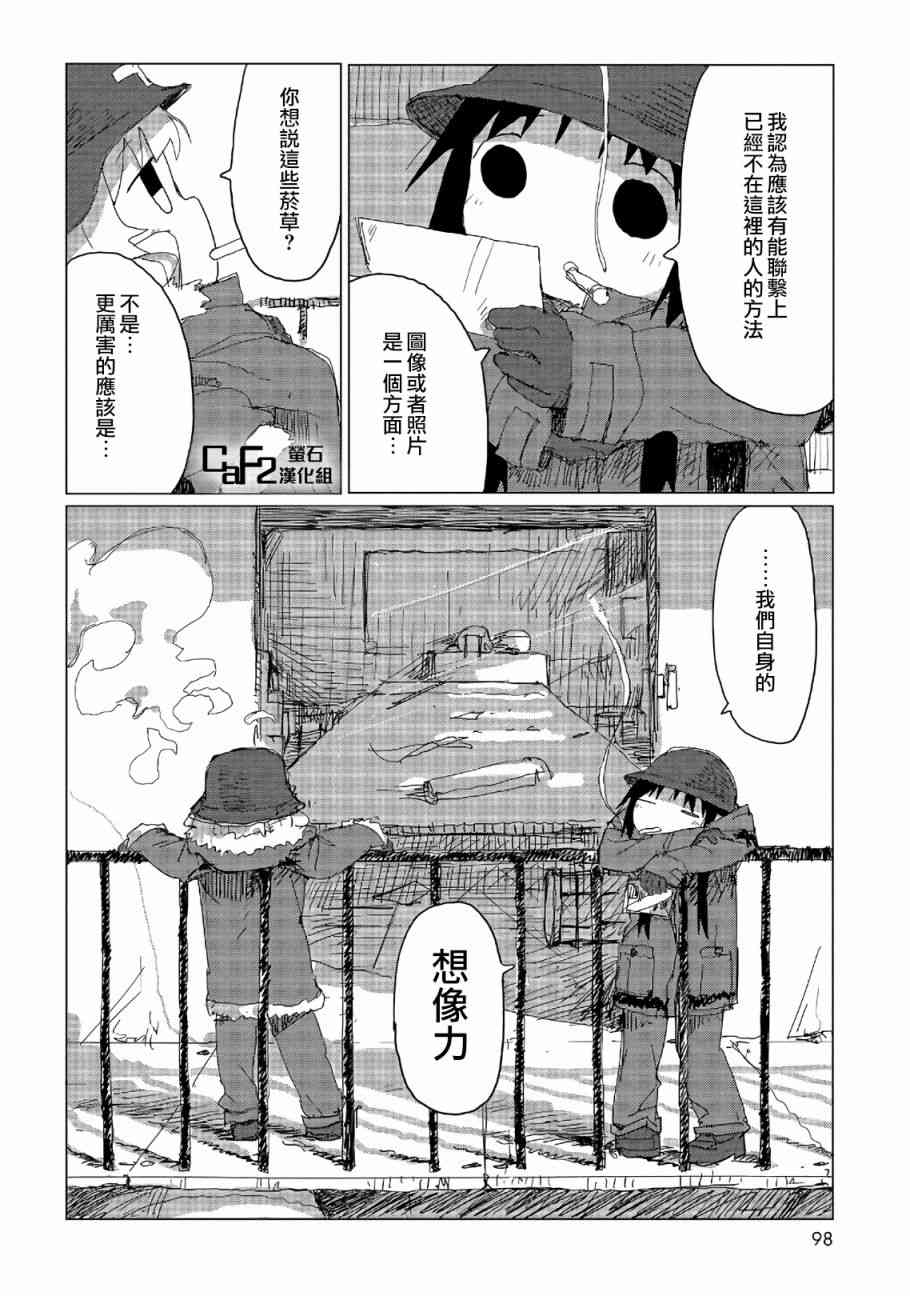 我認為應該有能聯繫上
已經不在這裡的人的方法
圖像或者照片
是一個方面…
你想說這些菸草?
不是…
更厲害的應該是…
CaF2
螢石
漢化組
……我們自身的
想像力
98